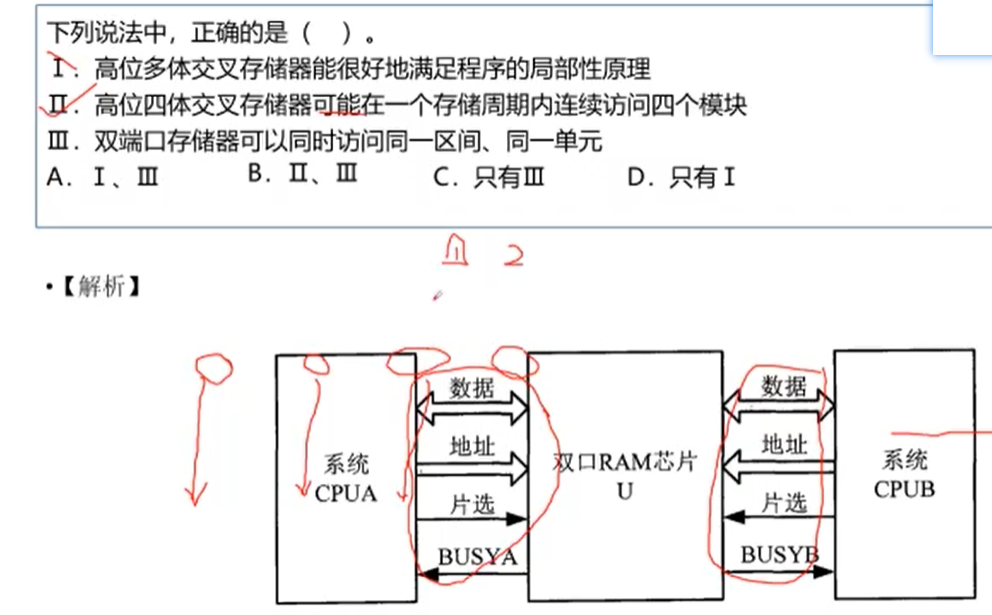 下列说法中，正确的是（ ）。
Ⅰ．高位多体交叉存储器能很好地满足程序的局部性原理
Ⅱ．高位四体交叉存储器可能在一个存储周期内连续访问四个模块
Ⅲ．双端口存储器可以同时访问同一区间、同一单元
A．Ⅰ、Ⅲ B．Ⅱ、Ⅲ C．只有Ⅲ D．只有Ⅰ
2
•【解析】
数据 数据
地址 地址
系统 CPUA
双口RAM芯片 U
系统 CPUB
片选 片选
BUSYA BUSYB